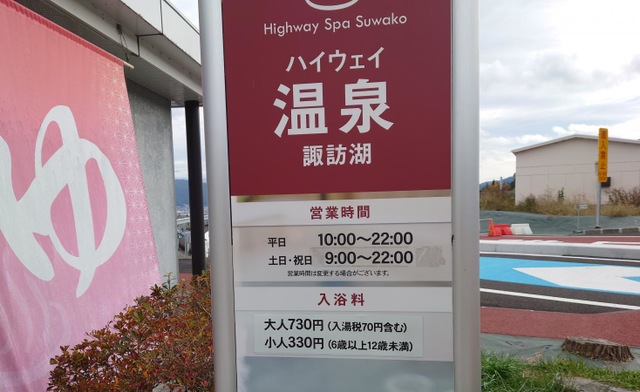 Highway Spa Suwako
ハイウェイ
温泉
諏訪湖
営業時間
平日 10:00〜22:00
土日・祝日 9:00〜22:00
営業時間は変更する場合がございます。
入浴料
大人730円（入湯税70円含む）
小人330円（6歳以上12歳未満）
ゆ